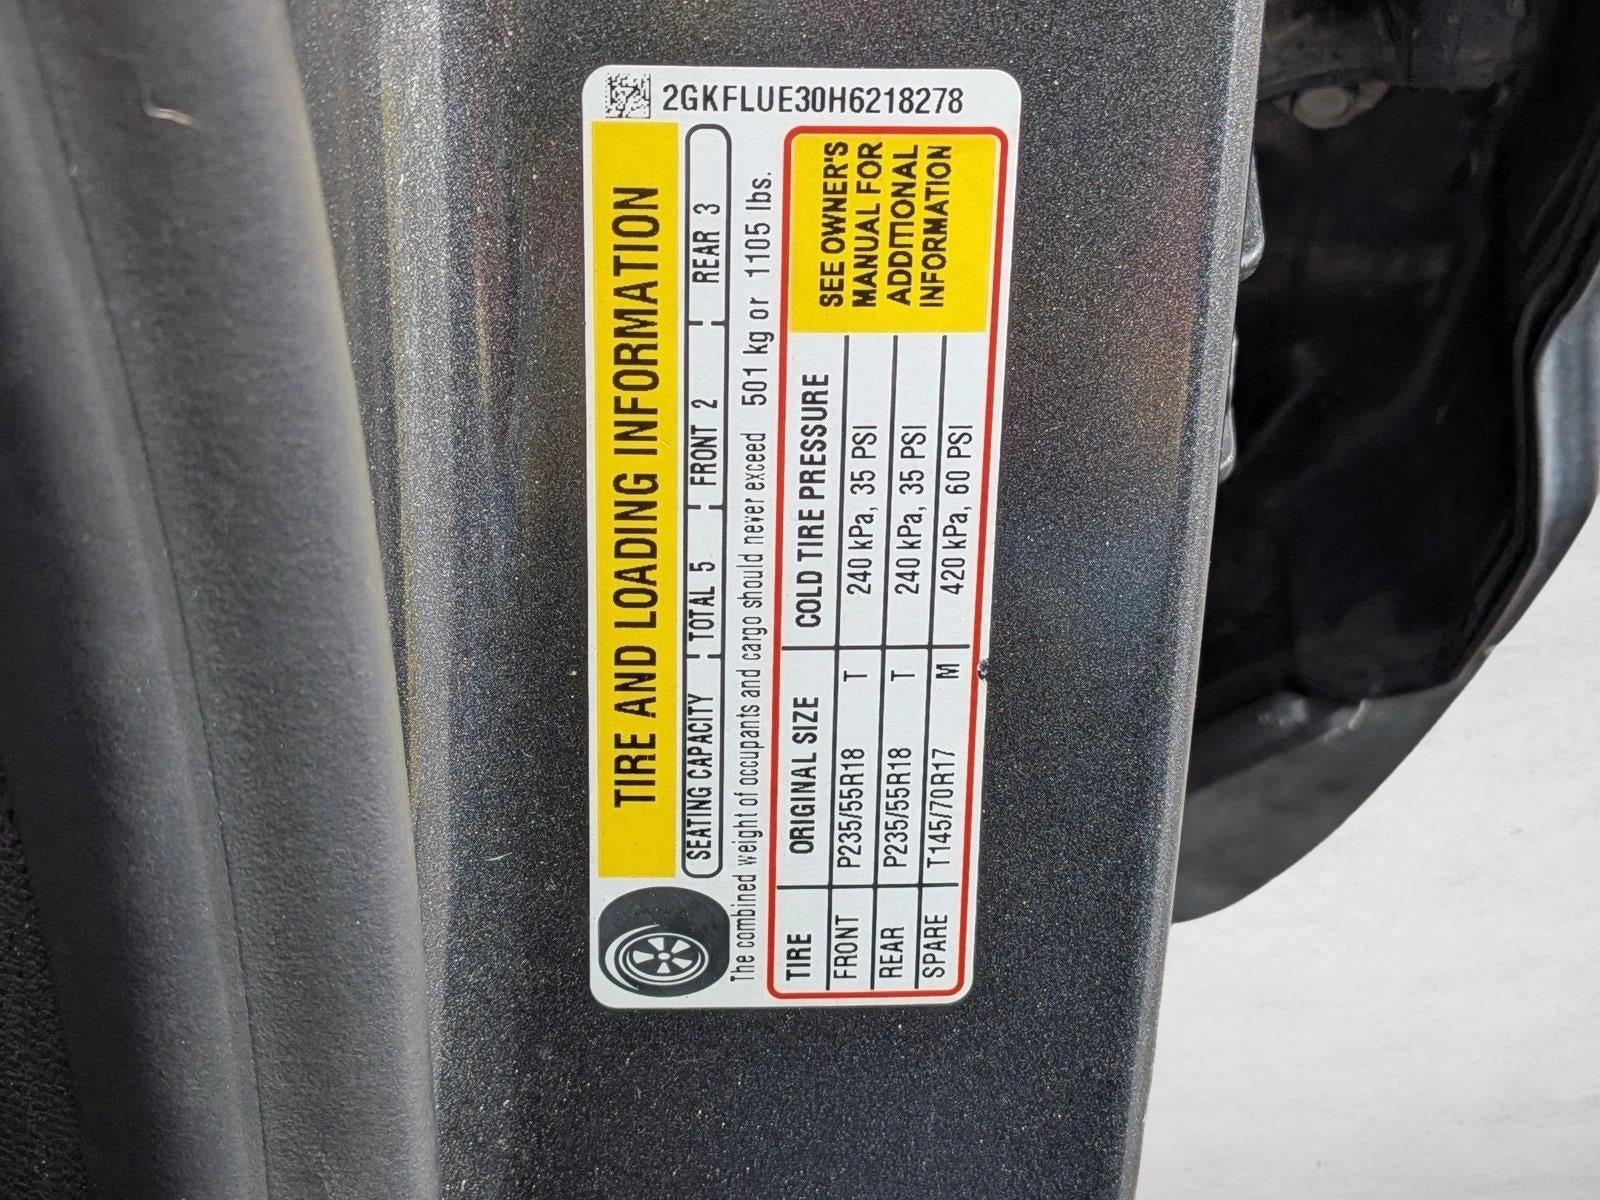 2GKFLUE30H6218278
TIRE AND LOADING INFORMATION
SEATING CAPACITY TOTAL 5 FRONT 2 REAR 3
The combined weight of occupants and cargo should never exceed 501 kg or 1105 lbs.
TIRE ORIGINAL SIZE COLD TIRE PRESSURE
FRONT P235/55R18 T 240 kPa, 35 PSI
REAR P235/55R18 T 240 kPa, 35 PSI
SPARE T145/70R17 M 420 kPa, 60 PSI
SEE OWNER'S
MANUAL FOR
ADDITIONAL
INFORMATION